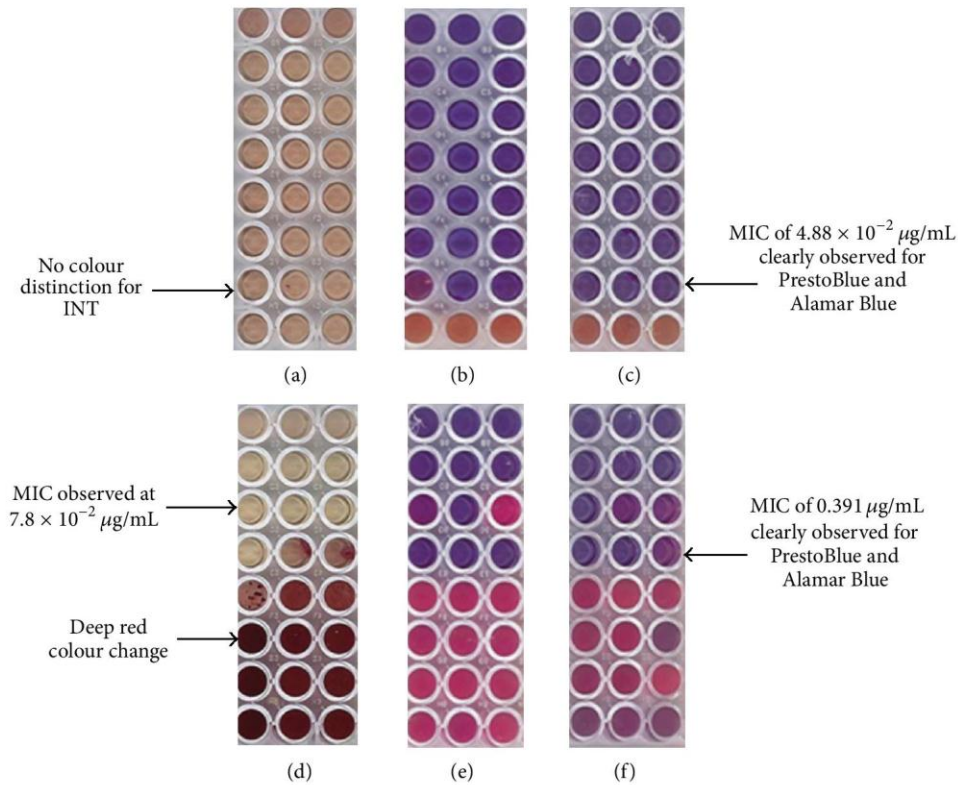 No colour
distinction for
INT
MIC of 4.88 × 10⁻² μg/mL
clearly observed for
PrestoBlue and
Alamar Blue
(a)
(b)
(c)
MIC observed at
7.8 × 10⁻² μg/mL
Deep red
colour change
MIC of 0.391 μg/mL
clearly observed for
PrestoBlue and
Alamar Blue
(d)
(e)
(f)